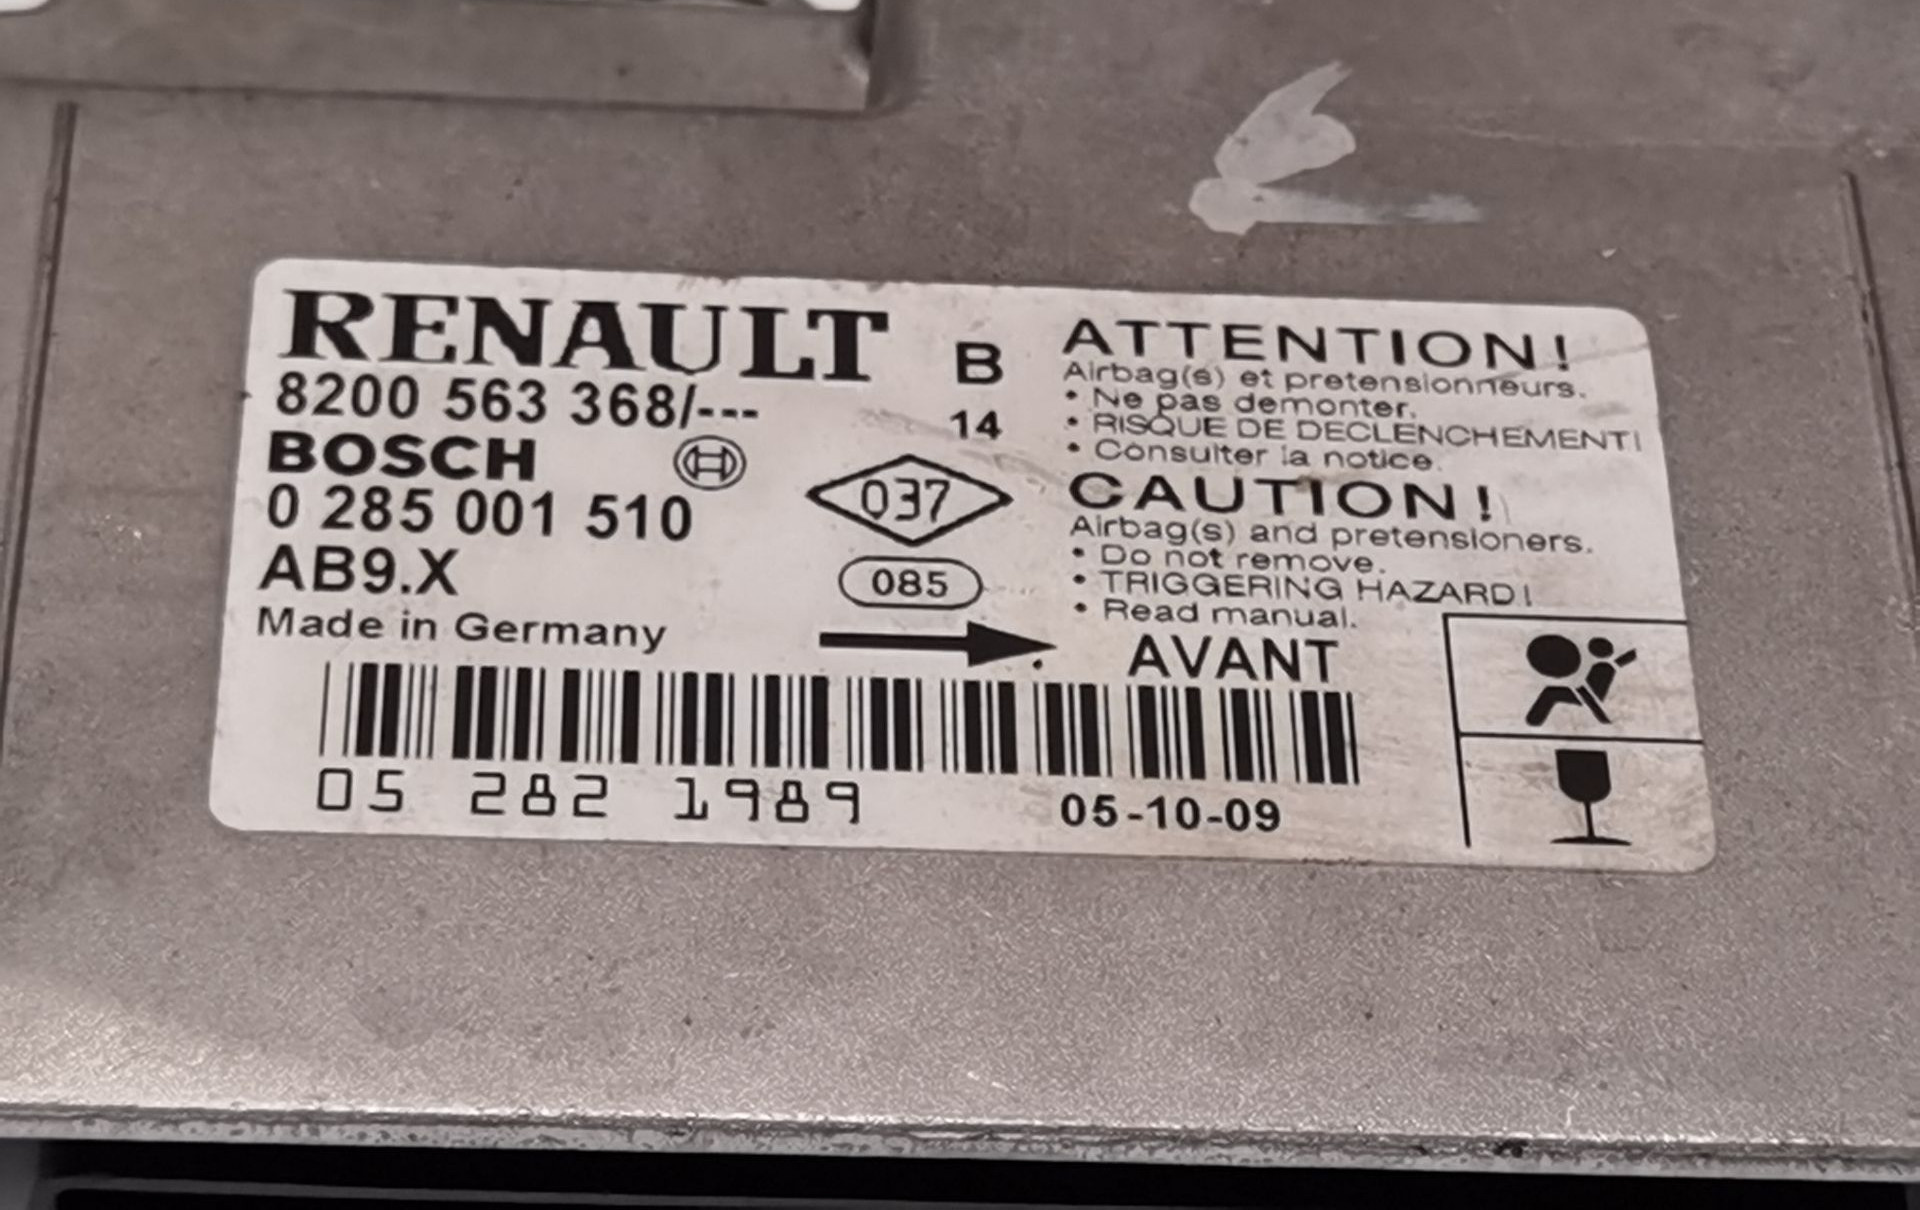 RENAULT
8200 563 368/---
BOSCH
0 285 001 510
AB9.X
Made in Germany
B
14
037
085
ATTENTION!
Airbag(s) et pretensionneurs.
• Ne pas demonter.
• RISQUE DE DECLENCHEMENT!
• Consulter la notice.
CAUTION!
Airbag(s) and pretensioners.
• Do not remove.
• TRIGGERING HAZARD!
• Read manual.
AVANT
05 282 1989
05-10-09